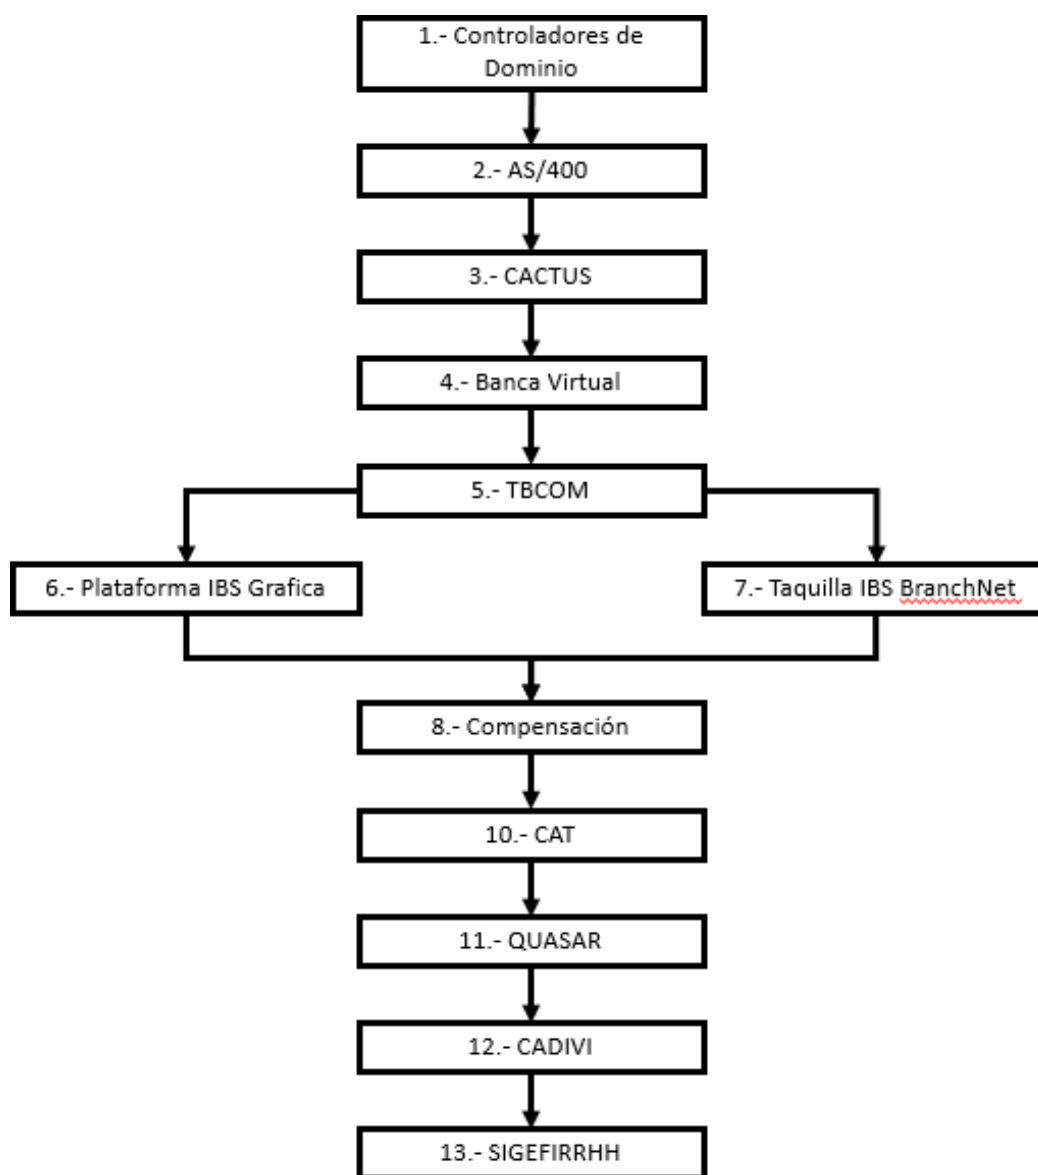 1.- Controladores de
Dominio
2.- AS/400
3.- CACTUS
4.- Banca Virtual
5.- TBCOM
6.- Plataforma IBS Grafica
7.- Taquilla IBS BranchNet
8.- Compensación
10.- CAT
11.- QUASAR
12.- CADIVI
13.- SIGEFIRRHH